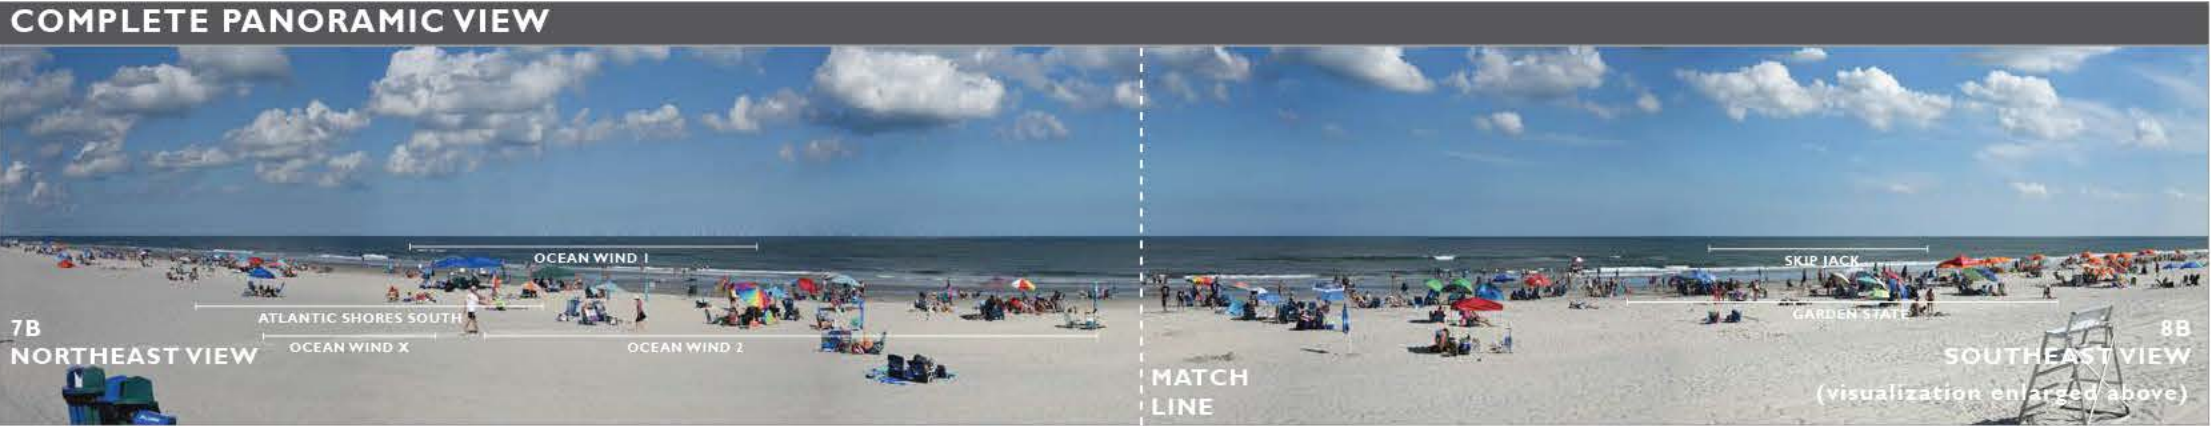 COMPLETE PANORAMIC VIEW
OCEAN WIND 1
ATLANTIC SHORES SOUTH
OCEAN WIND X
OCEAN WIND 2
7B
NORTHEAST VIEW
MATCH
LINE
SKIP JACK
GARDEN STATE
8B
SOUTHEAST VIEW
(visualization enlarged above)